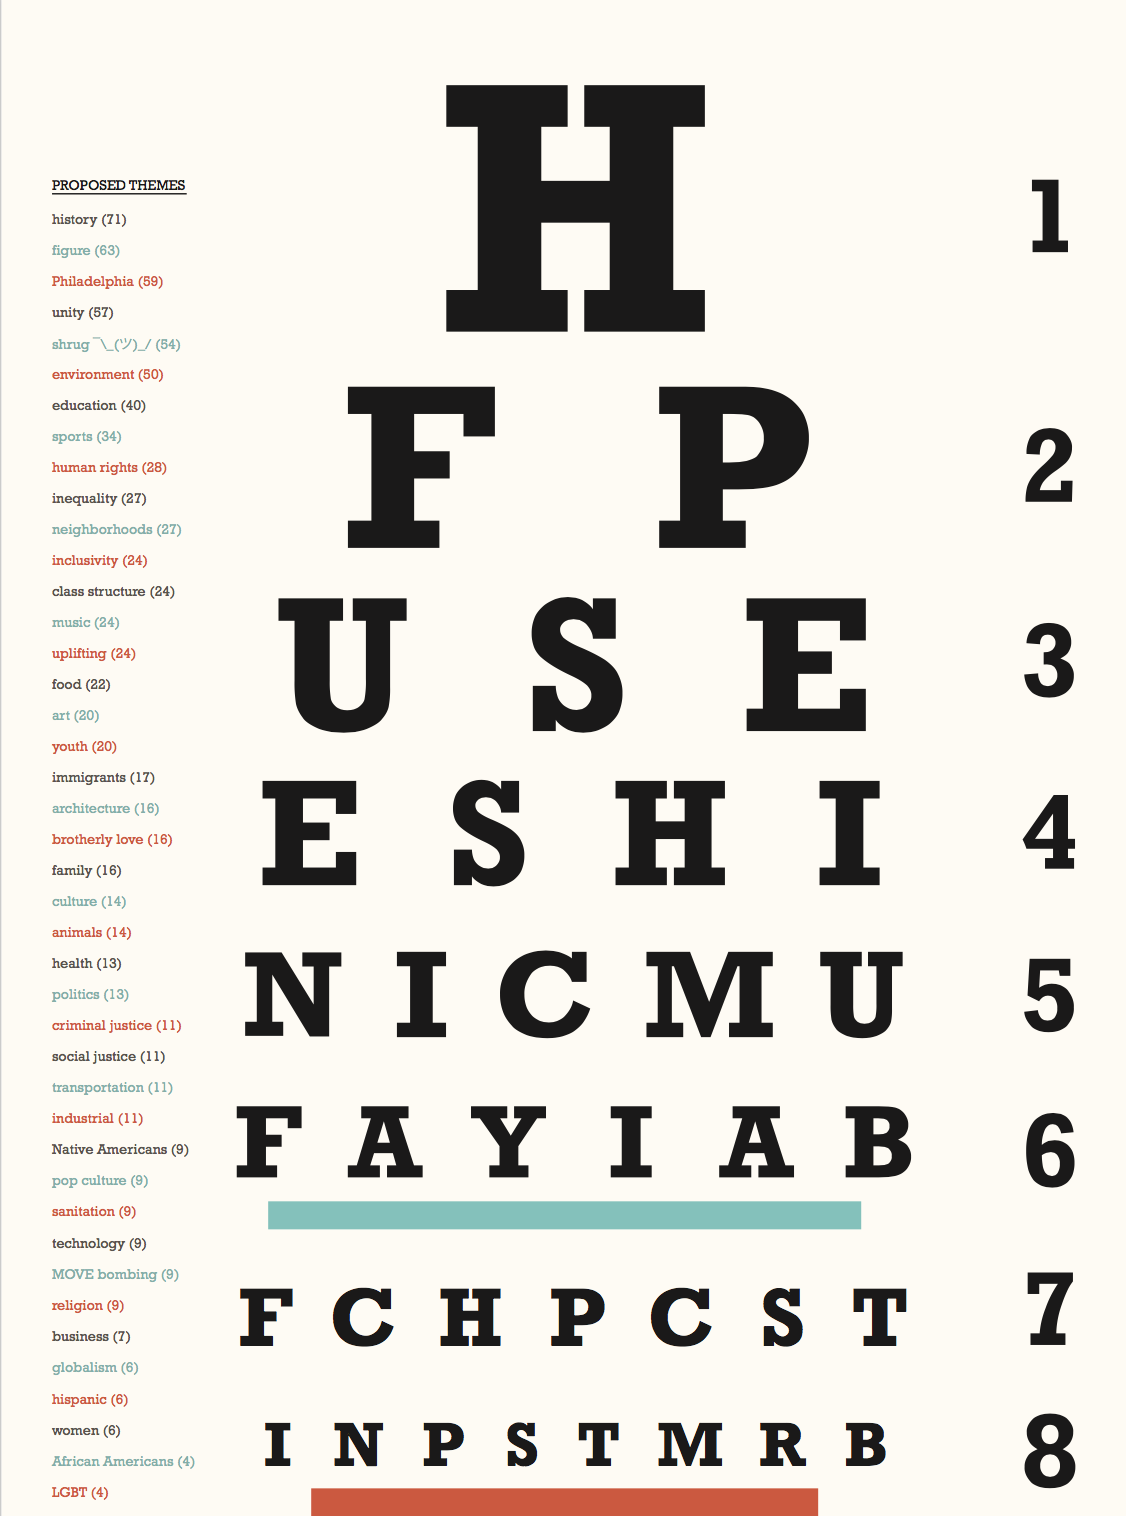 PROPOSED THEMES
history (71)
figure (63)
Philadelphia (59)
unity (57)
shrug ¯\_(ツ)_/ (54)
environment (50)
education (40)
sports (34)
human rights (28)
inequality (27)
neighborhoods (27)
inclusivity (24)
class structure (24)
music (24)
uplifting (24)
food (22)
art (20)
youth (20)
immigrants (17)
architecture (16)
brotherly love (16)
family (16)
culture (14)
animals (14)
health (13)
politics (13)
criminal justice (11)
social justice (11)
transportation (11)
industrial (11)
Native Americans (9)
pop culture (9)
sanitation (9)
technology (9)
MOVE bombing (9)
religion (9)
business (7)
globalism (6)
hispanic (6)
women (6)
African Americans (4)
LGBT (4)
H 1
F P 2
U S E 3
E S H I 4
N I C M U 5
F A Y I A B 6
F C H P C S T 7
I N P S T M R B 8